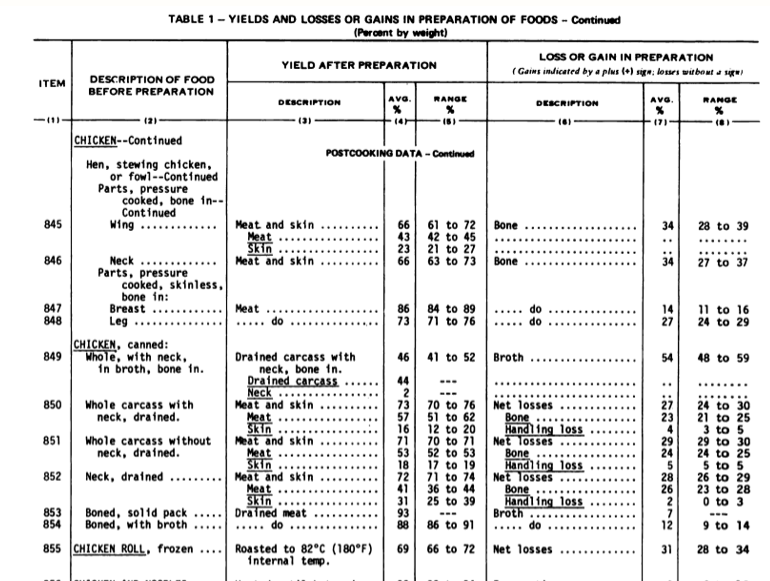 TABLE 1 – YIELDS AND LOSSES OR GAINS IN PREPARATION OF FOODS – Continued
(Percent by weight)
ITEM DESCRIPTION OF FOOD BEFORE PREPARATION YIELD AFTER PREPARATION LOSS OR GAIN IN PREPARATION
(Gains indicated by a plus (+) sign; losses without a sign)
DESCRIPTION AVG. % RANGE % DESCRIPTION AVG. % RANGE %
(1) (2) (3) (4) (5) (6) (7) (8)
CHICKEN--Continued
POSTCOOKING DATA – Continued
Hen, stewing chicken,
or fowl--Continued
Parts, pressure
cooked, bone in--
Continued
845 Wing ............. Meat and skin .......... 66 61 to 72 Bone ................... 34 28 to 39
Meat ................. 43 42 to 45 ........................ .. ........
Skin ................. 23 21 to 27 ........................ .. ........
846 Neck ............. Meat and skin .......... 66 63 to 73 Bone ................... 34 27 to 37
Parts, pressure
cooked, skinless,
bone in:
847 Breast ........... Meat ................... 86 84 to 89 ..... do ............... 14 11 to 16
848 Leg .............. ..... do ............... 73 71 to 76 ..... do ............... 27 24 to 29
CHICKEN, canned:
849 Whole, with neck, Drained carcass with 46 41 to 52 Broth .................. 54 48 to 59
in broth, bone in. neck, bone in.
Drained carcass ...... 44 --- ........................ .. ........
Neck ................. 2 --- ........................ .. ........
850 Whole carcass with Meat and skin .......... 73 70 to 76 Net losses ............. 27 24 to 30
neck, drained. Meat ................. 57 51 to 62 Bone ................. 23 21 to 25
Skin ................. 16 12 to 20 Handling loss ........ 4 3 to 5
851 Whole carcass without Meat and skin .......... 71 70 to 71 Net losses ............. 29 29 to 30
neck, drained. Meat ................. 53 52 to 53 Bone ................. 24 24 to 25
Skin ................. 18 17 to 19 Handling loss ........ 5 5 to 5
852 Neck, drained ........ Meat and skin .......... 72 71 to 74 Net losses ............. 28 26 to 29
Meat ................. 41 36 to 44 Bone ................. 26 23 to 28
Skin ................. 31 25 to 39 Handling loss ........ 2 0 to 3
853 Boned, solid pack ..... Drained meat ........... 93 --- Broth .................. 7 ---
854 Boned, with broth ..... ..... do ............... 88 86 to 91 ..... do ............... 12 9 to 14
855 CHICKEN ROLL, frozen .... Roasted to 82°C (180°F) 69 66 to 72 Net losses ............. 31 28 to 34
internal temp.